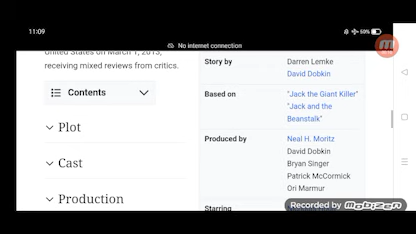 11:09
59%
No internet connection
United States on March 1, 2013,
receiving mixed reviews from critics.
Contents
Plot
Cast
Production
Story by
Darren Lemke
David Dobkin
Based on
"Jack the Giant Killer"
"Jack and the
Beanstalk"
Produced by
Neal H. Moritz
David Dobkin
Bryan Singer
Patrick McCormick
Ori Marmur
Starring
Recorded by
Mobizen